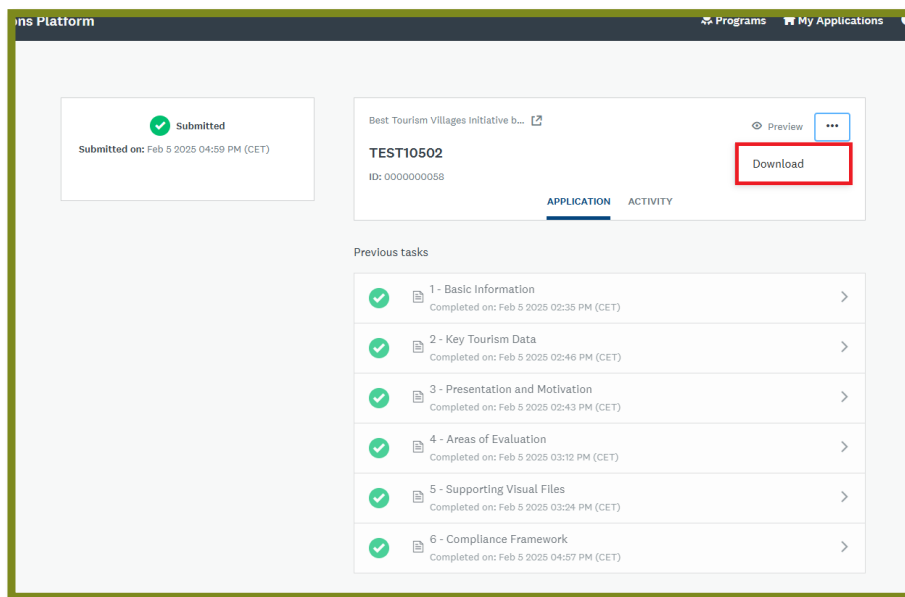 ons Platform
Programs
My Applications
Submitted
Submitted on: Feb 5 2025 04:59 PM (CET)
Best Tourism Villages Initiative b...
Preview
...
TEST10502
Download
ID: 0000000058
APPLICATION ACTIVITY
Previous tasks
1 - Basic Information
Completed on: Feb 5 2025 02:35 PM (CET)
2 - Key Tourism Data
Completed on: Feb 5 2025 02:46 PM (CET)
3 - Presentation and Motivation
Completed on: Feb 5 2025 02:43 PM (CET)
4 - Areas of Evaluation
Completed on: Feb 5 2025 03:12 PM (CET)
5 - Supporting Visual Files
Completed on: Feb 5 2025 03:24 PM (CET)
6 - Compliance Framework
Completed on: Feb 5 2025 04:57 PM (CET)